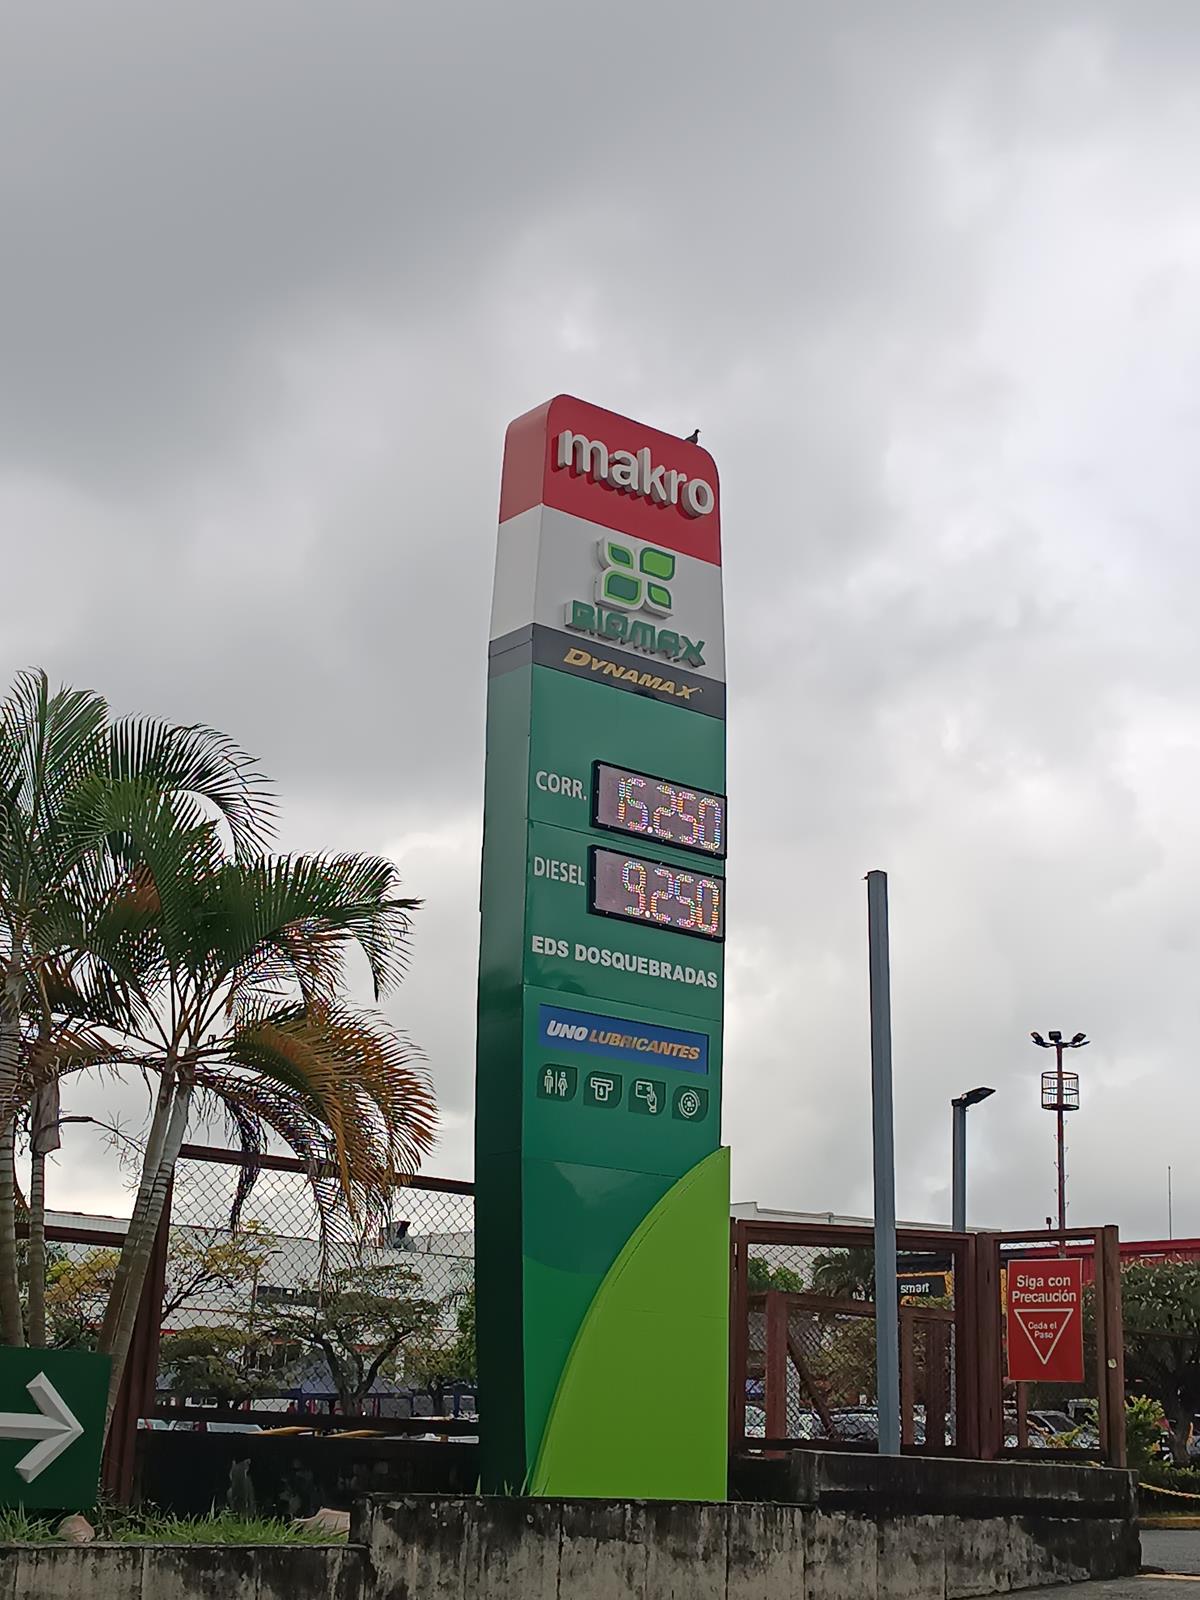 makro
BIOMAX
DYNAMAX
CORR. 15.250
DIESEL 9.250
EDS DOSQUEBRADAS
UNO LUBRICANTES
smart
Siga con
Precaución
Ceda el
Paso